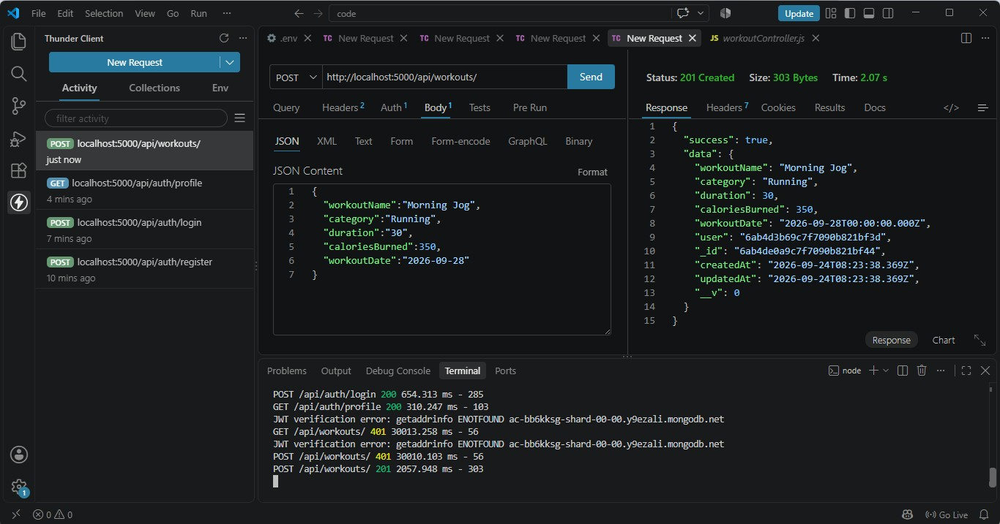 File Edit Selection View Go Run ··· code Update
Thunder Client
New Request
Activity Collections Env
filter activity
POST localhost:5000/api/workouts/
just now
GET localhost:5000/api/auth/profile
4 mins ago
POST localhost:5000/api/auth/login
7 mins ago
POST localhost:5000/api/auth/register
10 mins ago
.env TC New Request TC New Request TC New Request TC New Request JS workoutController.js
POST http://localhost:5000/api/workouts/ Send
Query Headers 2 Auth 1 Body 1 Tests Pre Run
JSON XML Text Form Form-encode GraphQL Binary
JSON Content Format
1 {
2 "workoutName":"Morning Jog",
3 "category":"Running",
4 "duration":"30",
5 "caloriesBurned":350,
6 "workoutDate":"2026-09-28"
7 }
Status: 201 Created Size: 303 Bytes Time: 2.07 s
Response Headers 7 Cookies Results Docs </>
1 {
2 "success": true,
3 "data": {
4 "workoutName": "Morning Jog",
5 "category": "Running",
6 "duration": 30,
7 "caloriesBurned": 350,
8 "workoutDate": "2026-09-28T00:00:00.000Z",
9 "user": "6ab4d3b69c7f7090b821bf3d",
10 "_id": "6ab4de0a9c7f7090b821bf44",
11 "createdAt": "2026-09-24T08:23:38.369Z",
12 "updatedAt": "2026-09-24T08:23:38.369Z",
13 "__v": 0
14 }
15 }
Response Chart
Problems Output Debug Console Terminal Ports node
POST /api/auth/login 200 654.313 ms - 285
GET /api/auth/profile 200 310.247 ms - 103
JWT verification error: getaddrinfo ENOTFOUND ac-bb6kksg-shard-00-00.y9ezali.mongodb.net
GET /api/workouts/ 401 30013.258 ms - 56
JWT verification error: getaddrinfo ENOTFOUND ac-bb6kksg-shard-00-00.y9ezali.mongodb.net
POST /api/workouts/ 401 30010.103 ms - 56
POST /api/workouts/ 201 2057.948 ms - 303
1
0 0 Go Live